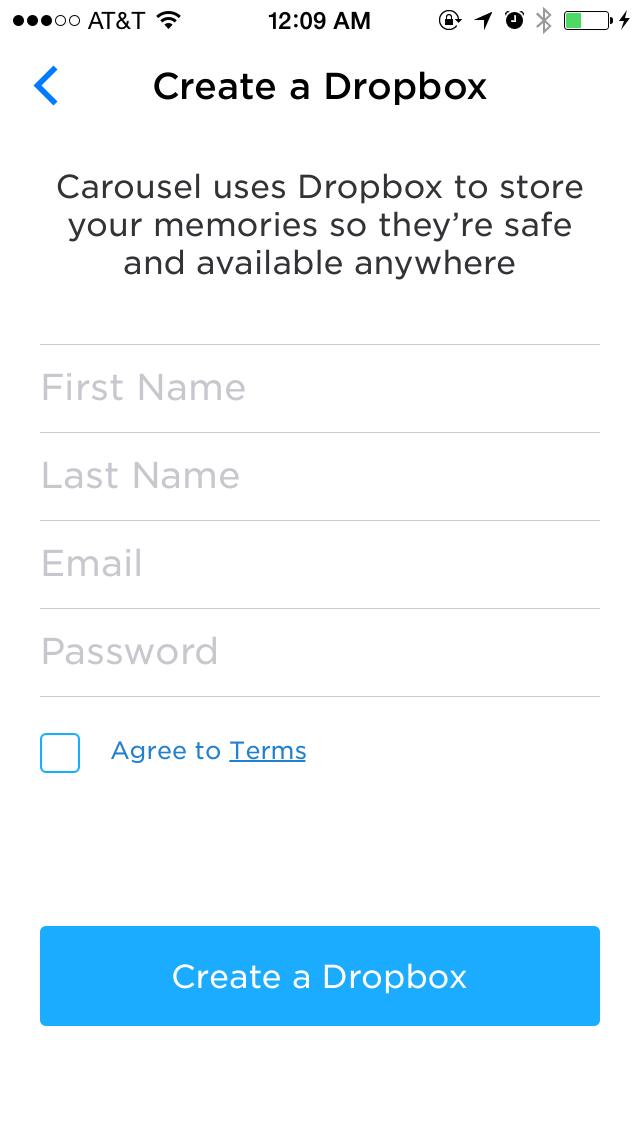 AT&T 12:09 AM
Create a Dropbox
Carousel uses Dropbox to store
your memories so they’re safe
and available anywhere
First Name
Last Name
Email
Password
Agree to Terms
Create a Dropbox